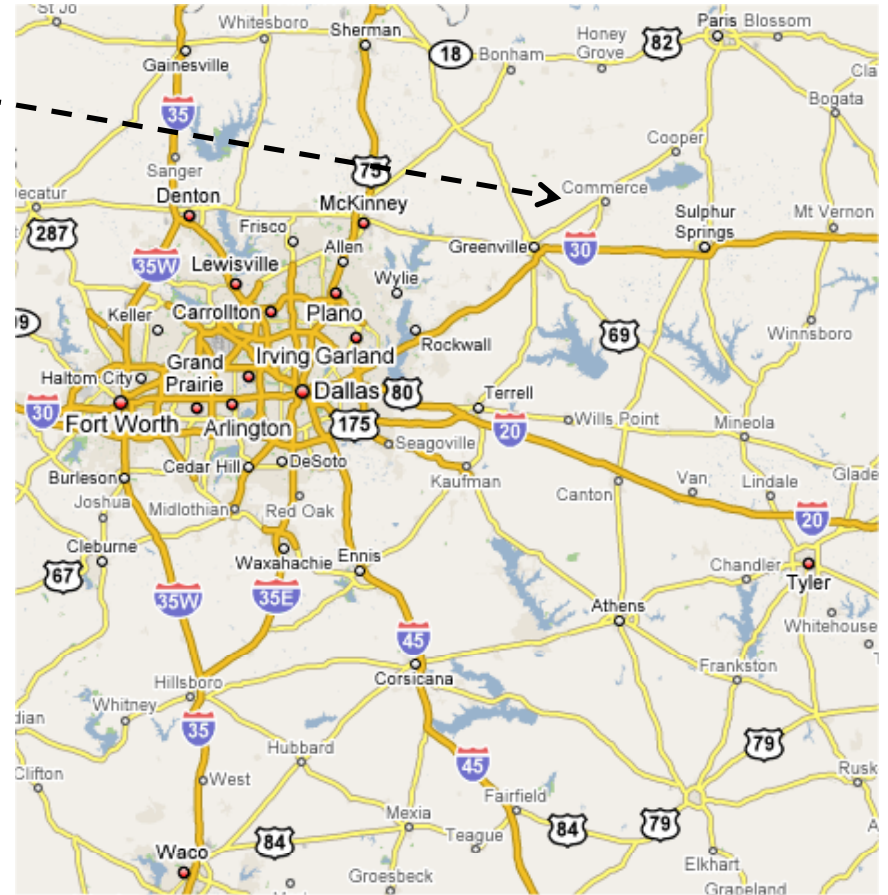 St Jo
Whitesboro
Sherman
Paris Blossom
18
Bonham
Honey
Grove
82
Gainesville
Cla
35
Bogata
Cooper
75
Sanger
Commerce
Decatur
Denton
McKinney
Sulphur
Springs
Mt Vernon
287
Frisco
Allen
Greenville
30
35W
Lewisville
Wylie
Keller
Carrollton
Plano
Rockwall
69
Winnsboro
Grand
Prairie
Irving Garland
Haltom City
Dallas
80
Terrell
30
Fort Worth
Arlington
175
20
Wills Point
Mineola
Seagoville
Cedar Hill
DeSoto
Burleson
Kaufman
Canton
Van
Lindale
Glade
Joshua
Midlothian
Red Oak
20
Cleburne
Waxahachie
Ennis
67
Chandler
Tyler
35W
35E
Athens
Whitehouse
45
Hillsboro
Corsicana
Frankston
Whitney
dian
35
79
Hubbard
45
Clifton
West
Rusk
Fairfield
Mexia
84
79
84
Teague
Waco
Elkhart
Groesbeck
Grapeland